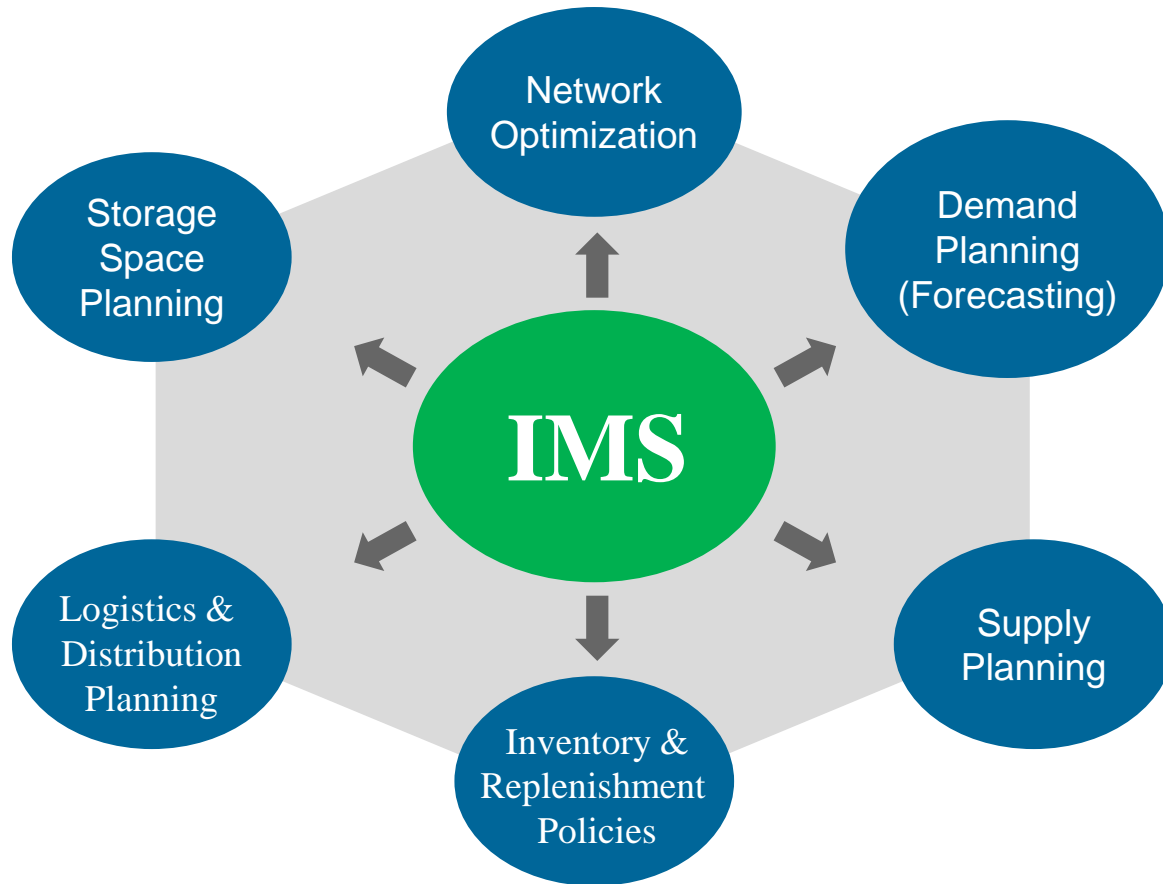 Network
Optimization
Demand
Planning
(Forecasting)
Storage
Space
Planning
IMS
Logistics &
Distribution
Planning
Supply
Planning
Inventory &
Replenishment
Policies